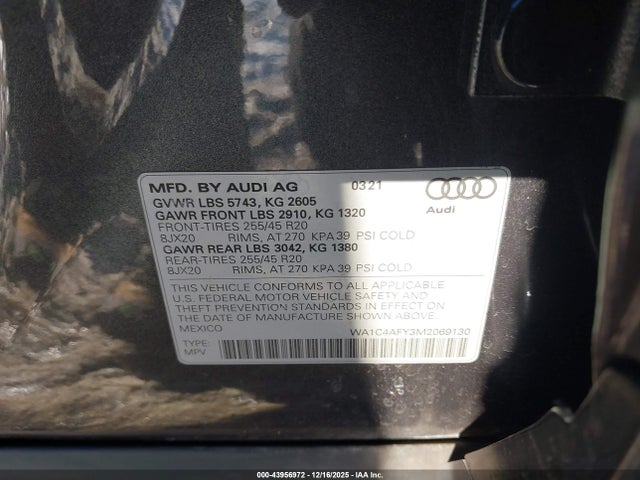 MFD. BY AUDI AG 0321
GVWR LBS 5743, KG 2605
GAWR FRONT LBS 2910, KG 1320
FRONT-TIRES 255/45 R20
8JX20 RIMS, AT 270 KPA 39 PSI COLD
GAWR REAR LBS 3042, KG 1380
REAR-TIRES 255/45 R20
8JX20 RIMS, AT 270 KPA 39 PSI COLD
Audi
THIS VEHICLE CONFORMS TO ALL APPLICABLE
U.S. FEDERAL MOTOR VEHICLE SAFETY AND
THEFT PREVENTION STANDARDS IN EFFECT
ON THE DATE OF MANUFACTURE SHOWN ABOVE.
MEXICO WA1C4AFY3M2069130
TYPE:
MPV
000-43956972 | 12/16/2025 | IAA Inc.